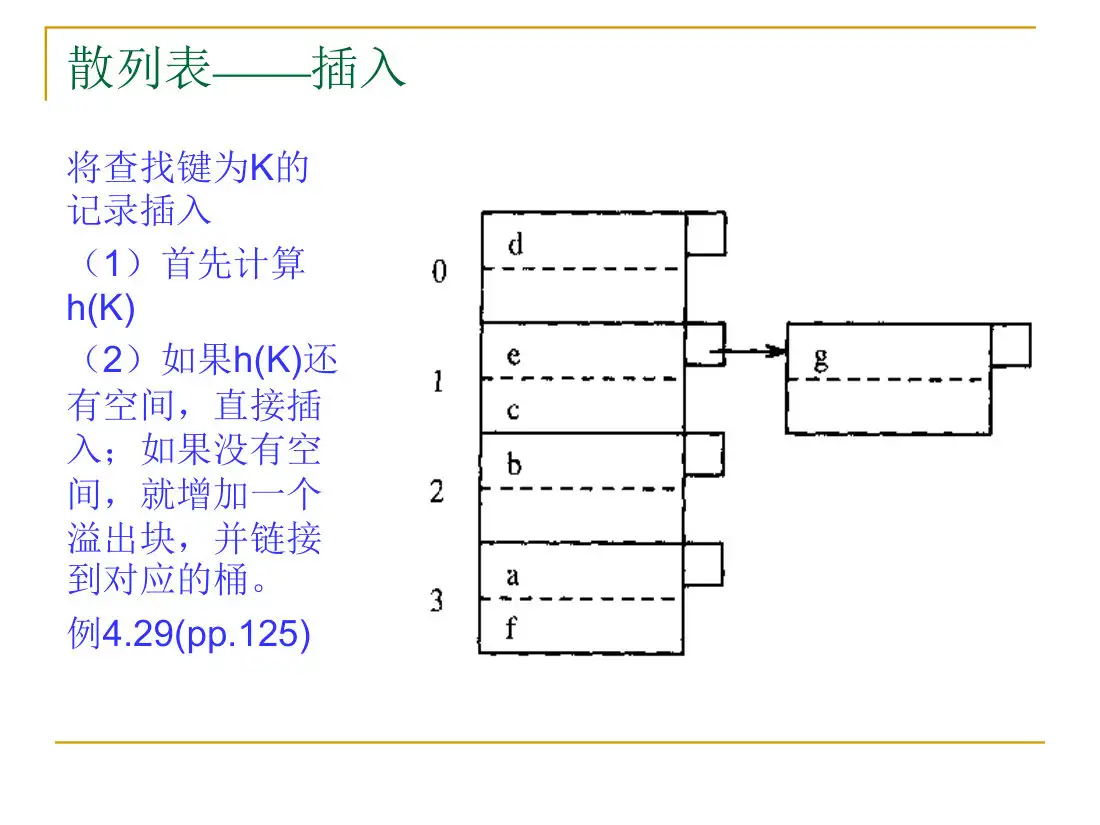 散列表——插入
将查找键为K的
记录插入
（1）首先计算
h(K)
（2）如果h(K)还
有空间，直接插
入；如果没有空
间，就增加一个
溢出块，并链接
到对应的桶。
例4.29(pp.125)
0
d
1
e
c
g
2
b
3
a
f